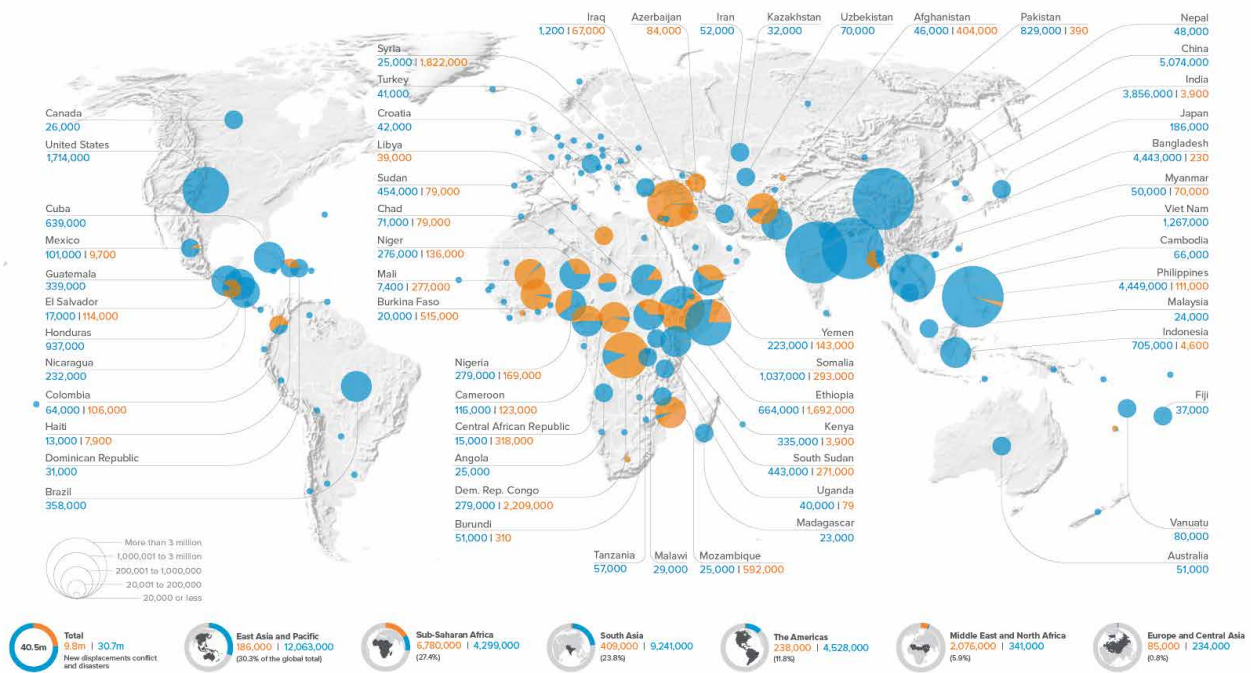 Iraq
1,200 | 67,000
Azerbaijan
84,000
Iran
52,000
Kazakhstan
32,000
Uzbekistan
70,000
Afghanistan
46,000 | 404,000
Pakistan
829,000 | 390
Nepal
48,000
China
5,074,000
India
3,856,000 | 3,900
Japan
186,000
Bangladesh
4,443,000 | 230
Myanmar
50,000 | 70,000
Viet Nam
1,267,000
Cambodia
66,000
Philippines
4,449,000 | 111,000
Malaysia
24,000
Indonesia
705,000 | 4,600
Fiji
37,000
Vanuatu
80,000
Australia
51,000
Syria
25,000 | 1,822,000
Turkey
41,000
Croatia
42,000
Libya
39,000
Sudan
454,000 | 79,000
Chad
71,000 | 79,000
Niger
276,000 | 136,000
Mali
7,400 | 277,000
Burkina Faso
20,000 | 515,000
Canada
26,000
United States
1,714,000
Cuba
639,000
Mexico
101,000 | 9,700
Guatemala
339,000
El Salvador
17,000 | 114,000
Honduras
937,000
Nicaragua
232,000
Colombia
64,000 | 106,000
Haiti
13,000 | 7,900
Dominican Republic
31,000
Brazil
358,000
Nigeria
279,000 | 169,000
Cameroon
116,000 | 123,000
Central African Republic
15,000 | 318,000
Angola
25,000
Dem. Rep. Congo
279,000 | 2,209,000
Burundi
51,000 | 310
Tanzania
57,000
Malawi
29,000
Mozambique
25,000 | 592,000
Yemen
223,000 | 143,000
Somalia
1,037,000 | 293,000
Ethiopia
664,000 | 1,692,000
Kenya
335,000 | 3,900
South Sudan
443,000 | 271,000
Uganda
40,000 | 79
Madagascar
23,000
More than 3 million
1,000,001 to 3 million
200,001 to 1,000,000
20,001 to 200,000
20,000 or less
40.5m
Total
9.8m | 30.7m
New displacements conflict
and disasters
East Asia and Pacific
186,000 | 12,063,000
(30.3% of the global total)
Sub-Saharan Africa
6,780,000 | 4,299,000
(27.4%)
South Asia
409,000 | 9,241,000
(23.8%)
The Americas
238,000 | 4,528,000
(11.8%)
Middle East and North Africa
2,076,000 | 341,000
(5.9%)
Europe and Central Asia
85,000 | 234,000
(0.8%)